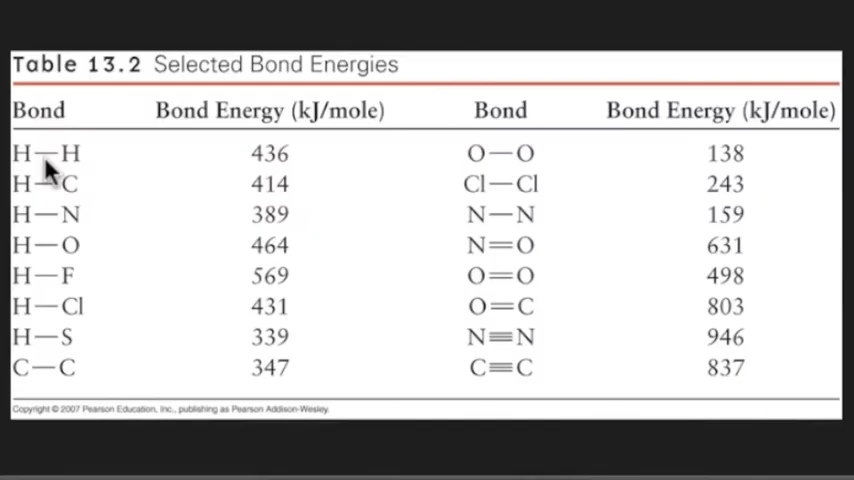 Table 13.2 Selected Bond Energies
Bond Bond Energy (kJ/mole) Bond Bond Energy (kJ/mole)
H—H 436 O—O 138
H—C 414 Cl—Cl 243
H—N 389 N—N 159
H—O 464 N=O 631
H—F 569 O=O 498
H—Cl 431 O=C 803
H—S 339 N≡N 946
C—C 347 C≡C 837
Copyright © 2007 Pearson Education, Inc., publishing as Pearson Addison-Wesley.